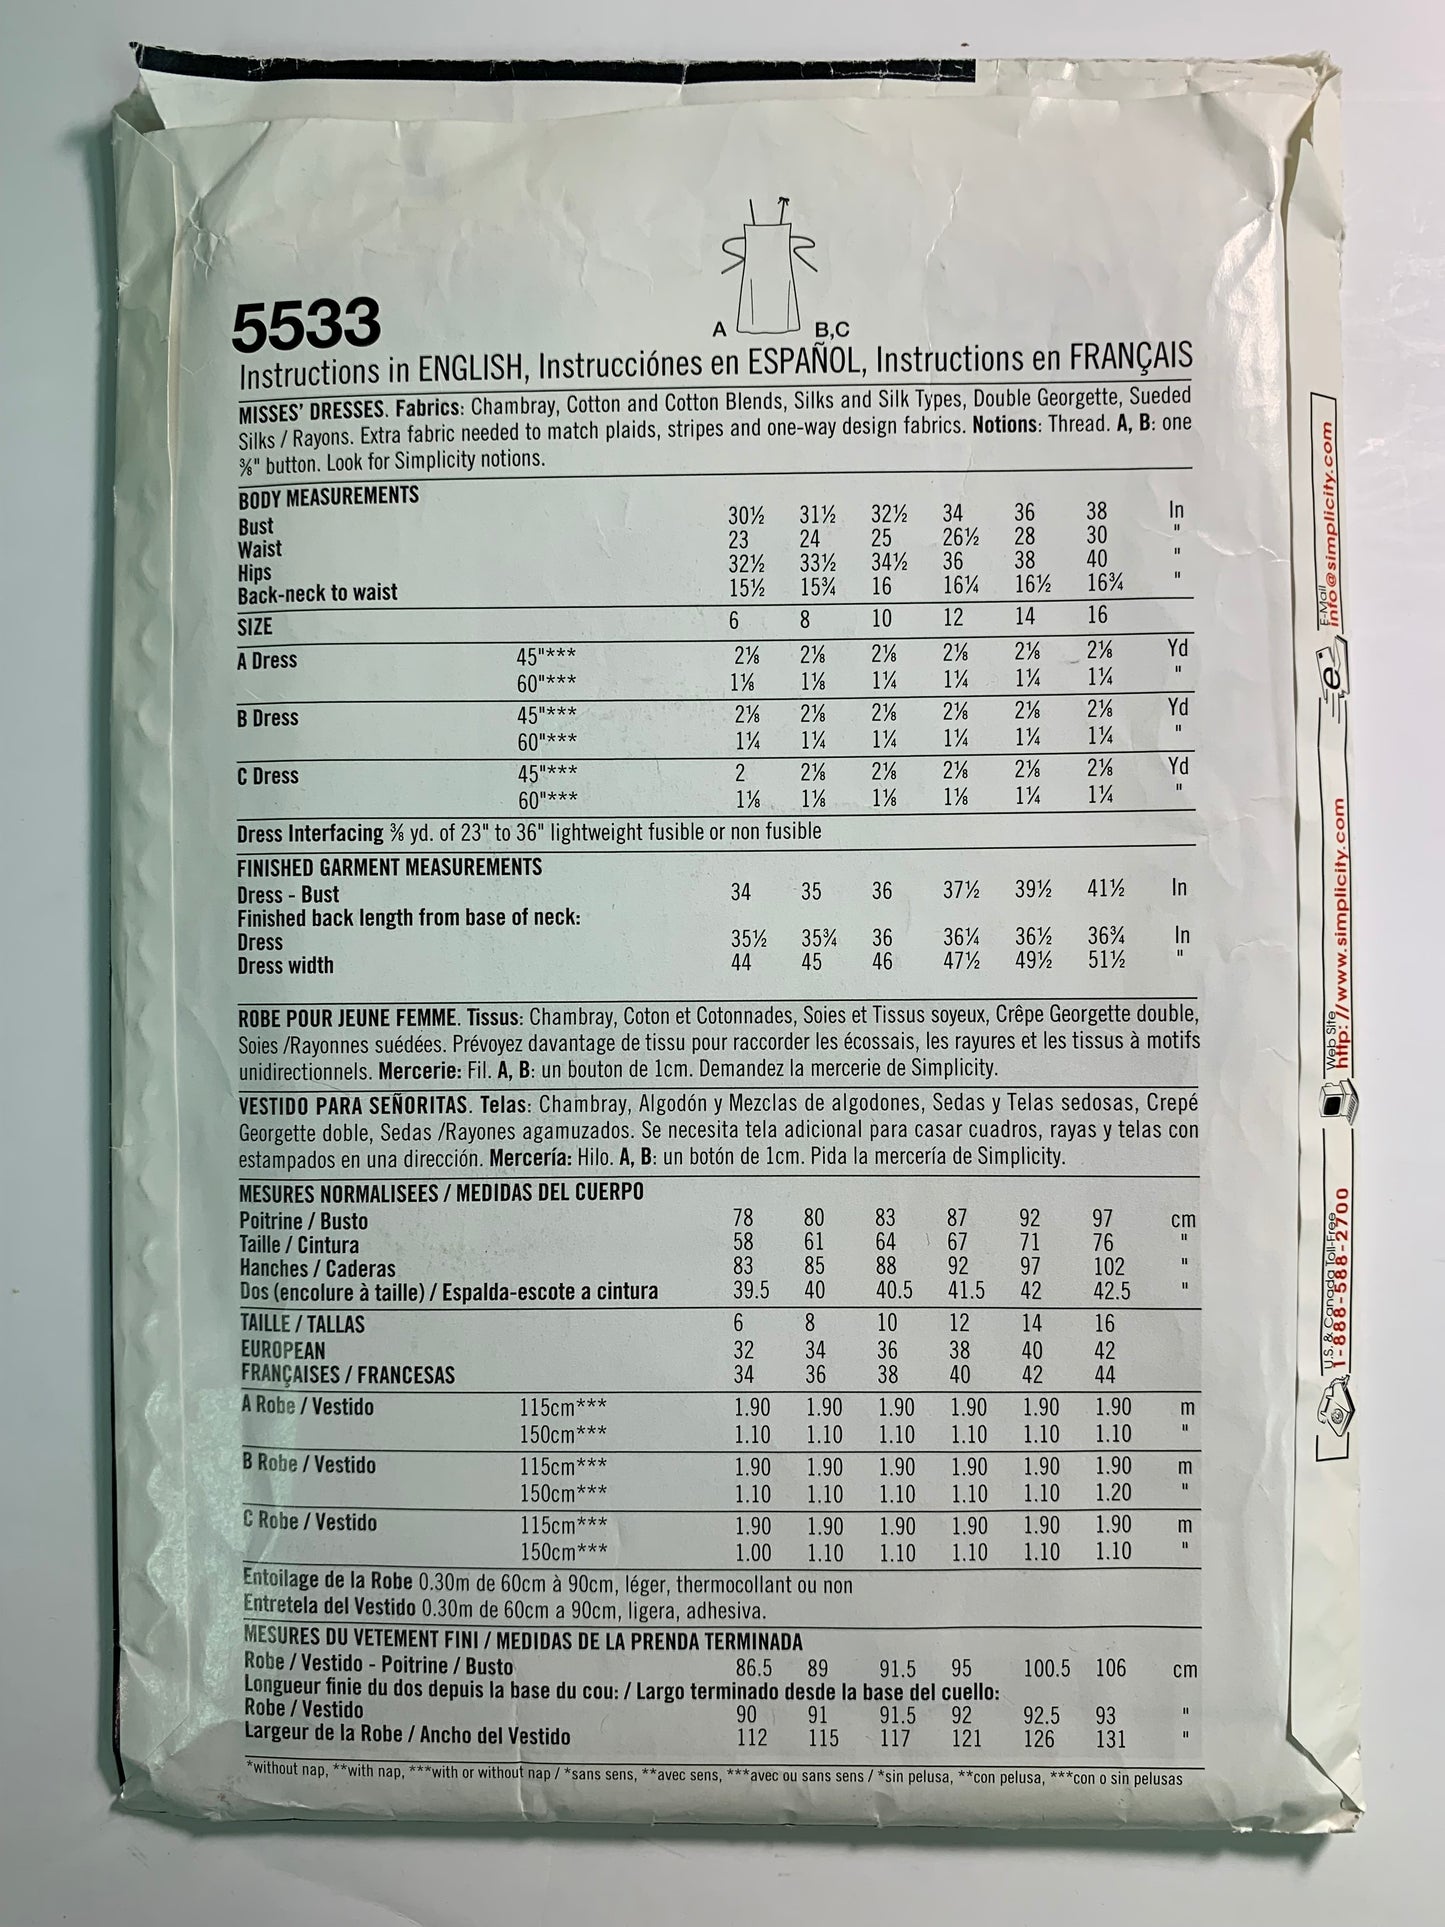 A B,C
5533
Instructions in ENGLISH, Instrucciónes en ESPAÑOL, Instructions en FRANÇAIS
MISSES' DRESSES. Fabrics: Chambray, Cotton and Cotton Blends, Silks and Silk Types, Double Georgette, Sueded
Silks / Rayons. Extra fabric needed to match plaids, stripes and one-way design fabrics. Notions: Thread. A, B: one
⅜" button. Look for Simplicity notions.
BODY MEASUREMENTS
Bust 30½ 31½ 32½ 34 36 38 In
Waist 23 24 25 26½ 28 30 "
Hips 32½ 33½ 34½ 36 38 40 "
Back-neck to waist 15½ 15¾ 16 16¼ 16½ 16¾ "
SIZE 6 8 10 12 14 16
A Dress 45"*** 2⅛ 2⅛ 2⅛ 2⅛ 2⅛ 2⅛ Yd
60"*** 1⅛ 1⅛ 1¼ 1¼ 1¼ 1¼ "
B Dress 45"*** 2⅛ 2⅛ 2⅛ 2⅛ 2⅛ 2⅛ Yd
60"*** 1¼ 1¼ 1¼ 1¼ 1¼ 1¼ "
C Dress 45"*** 2 2⅛ 2⅛ 2⅛ 2⅛ 2⅛ Yd
60"*** 1⅛ 1⅛ 1⅛ 1⅛ 1¼ 1¼ "
Dress Interfacing ⅜ yd. of 23" to 36" lightweight fusible or non fusible
FINISHED GARMENT MEASUREMENTS
Dress - Bust 34 35 36 37½ 39½ 41½ In
Finished back length from base of neck:
Dress 35½ 35¾ 36 36¼ 36½ 36¾ In
Dress width 44 45 46 47½ 49½ 51½ "
ROBE POUR JEUNE FEMME. Tissus: Chambray, Coton et Cotonnades, Soies et Tissus soyeux, Crêpe Georgette double,
Soies /Rayonnes suédées. Prévoyez davantage de tissu pour raccorder les écossais, les rayures et les tissus à motifs
unidirectionnels. Mercerie: Fil. A, B: un bouton de 1cm. Demandez la mercerie de Simplicity.
VESTIDO PARA SEÑORITAS. Telas: Chambray, Algodón y Mezclas de algodones, Sedas y Telas sedosas, Crepé
Georgette doble, Sedas /Rayones agamuzados. Se necesita tela adicional para casar cuadros, rayas y telas con
estampados en una dirección. Mercería: Hilo. A, B: un botón de 1cm. Pida la mercería de Simplicity.
MESURES NORMALISEES / MEDIDAS DEL CUERPO
Poitrine / Busto 78 80 83 87 92 97 cm
Taille / Cintura 58 61 64 67 71 76 "
Hanches / Caderas 83 85 88 92 97 102 "
Dos (encolure à taille) / Espalda-escote a cintura 39.5 40 40.5 41.5 42 42.5 "
TAILLE / TALLAS 6 8 10 12 14 16
EUROPEAN 32 34 36 38 40 42
FRANÇAISES / FRANCESAS 34 36 38 40 42 44
A Robe / Vestido 115cm*** 1.90 1.90 1.90 1.90 1.90 1.90 m
150cm*** 1.10 1.10 1.10 1.10 1.10 1.10 "
B Robe / Vestido 115cm*** 1.90 1.90 1.90 1.90 1.90 1.90 m
150cm*** 1.10 1.10 1.10 1.10 1.10 1.20 "
C Robe / Vestido 115cm*** 1.90 1.90 1.90 1.90 1.90 1.90 m
150cm*** 1.00 1.10 1.10 1.10 1.10 1.10 "
Entoilage de la Robe 0.30m de 60cm à 90cm, léger, thermocollant ou non
Entretela del Vestido 0.30m de 60cm a 90cm, ligera, adhesiva.
MESURES DU VETEMENT FINI / MEDIDAS DE LA PRENDA TERMINADA
Robe / Vestido - Poitrine / Busto 86.5 89 91.5 95 100.5 106 cm
Longueur finie du dos depuis la base du cou: / Largo terminado desde la base del cuello:
Robe / Vestido 90 91 91.5 92 92.5 93 "
Largeur de la Robe / Ancho del Vestido 112 115 117 121 126 131 "
*without nap, **with nap, ***with or without nap / *sans sens, **avec sens, ***avec ou sans sens / *sin pelusa, **con pelusa, ***con o sin pelusas
U.S. & Canada Toll-Free
1-888-588-2700
Web Site
http://www.simplicity.com
e
E-Mail
info@simplicity.com